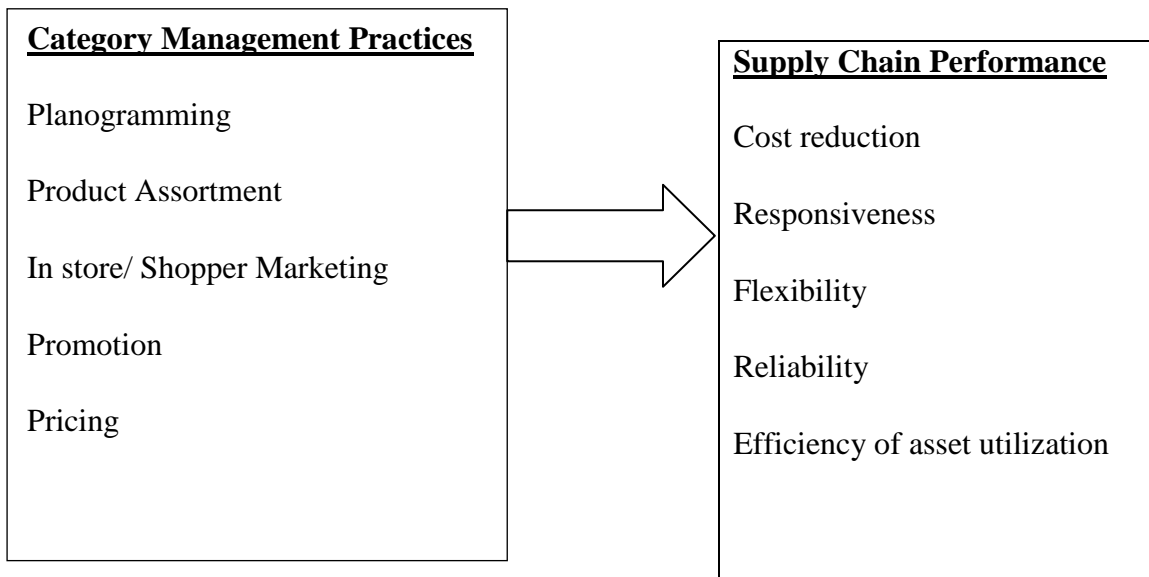 Category Management Practices
Planogramming
Product Assortment
In store/ Shopper Marketing
Promotion
Pricing
Supply Chain Performance
Cost reduction
Responsiveness
Flexibility
Reliability
Efficiency of asset utilization